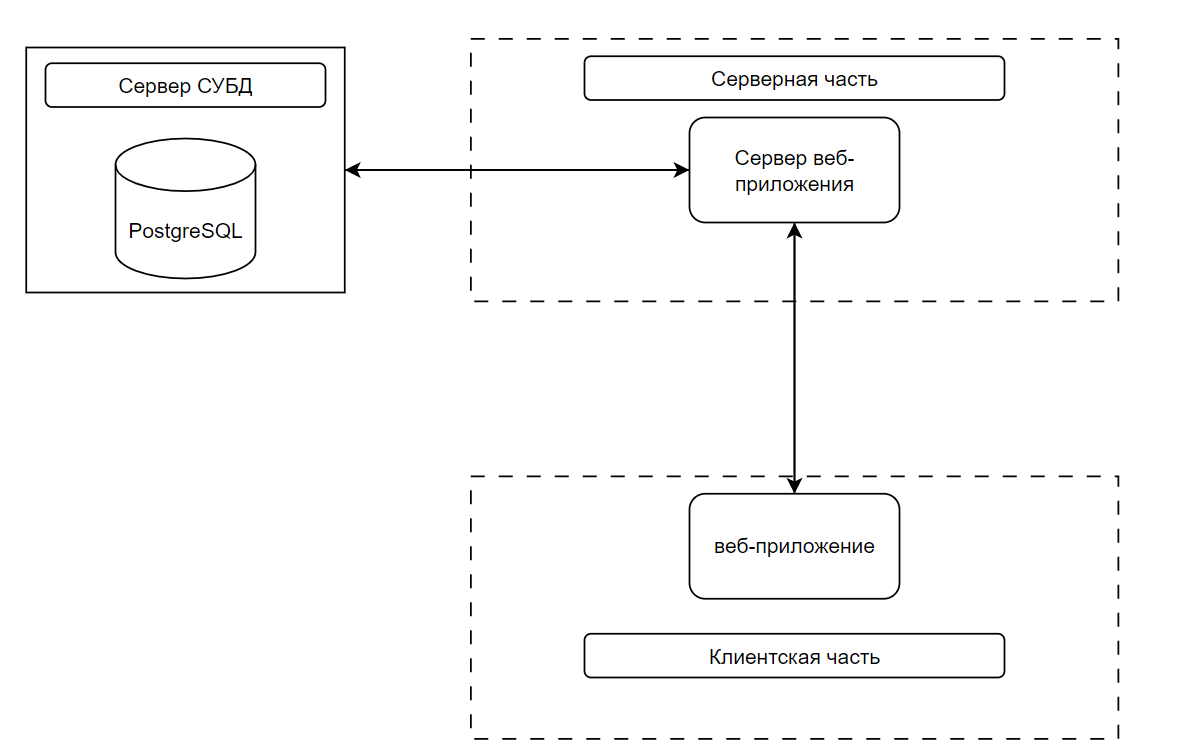 Сервер СУБД
PostgreSQL
Серверная часть
Сервер веб-
приложения
веб-приложение
Клиентская часть